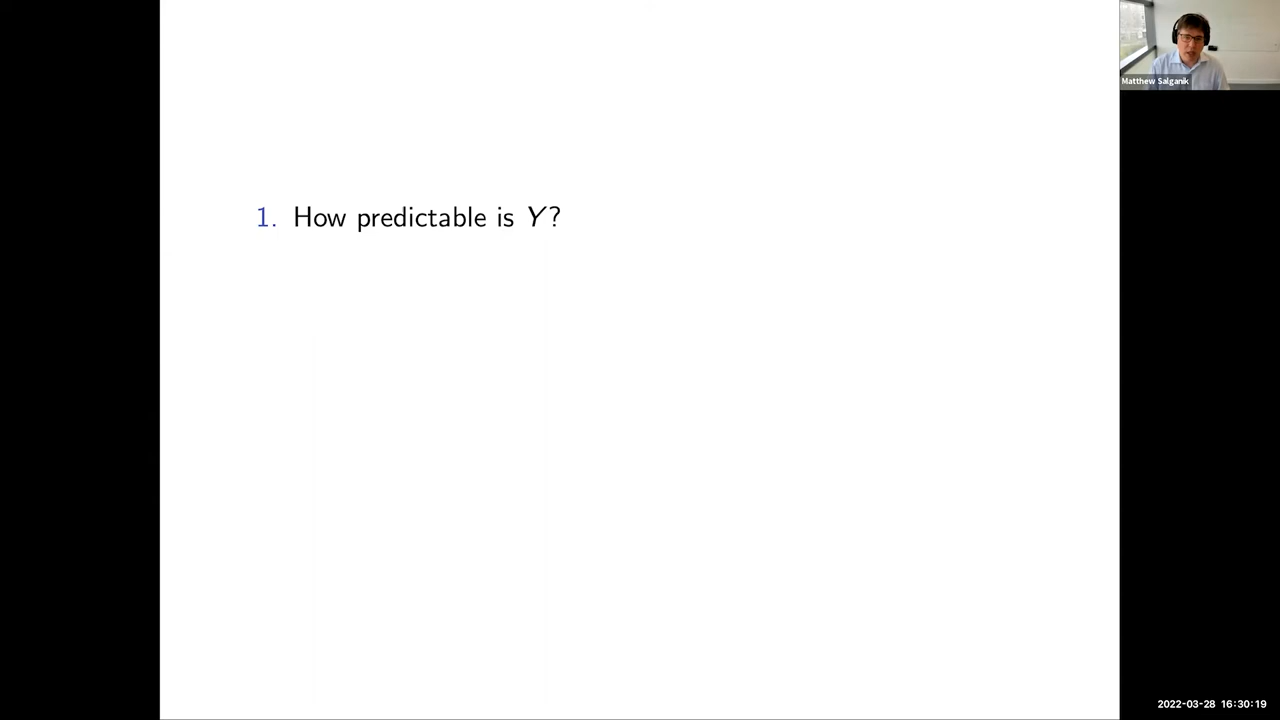 Matthew Salganik
1. How predictable is Y?
2022-03-28 16:30:19